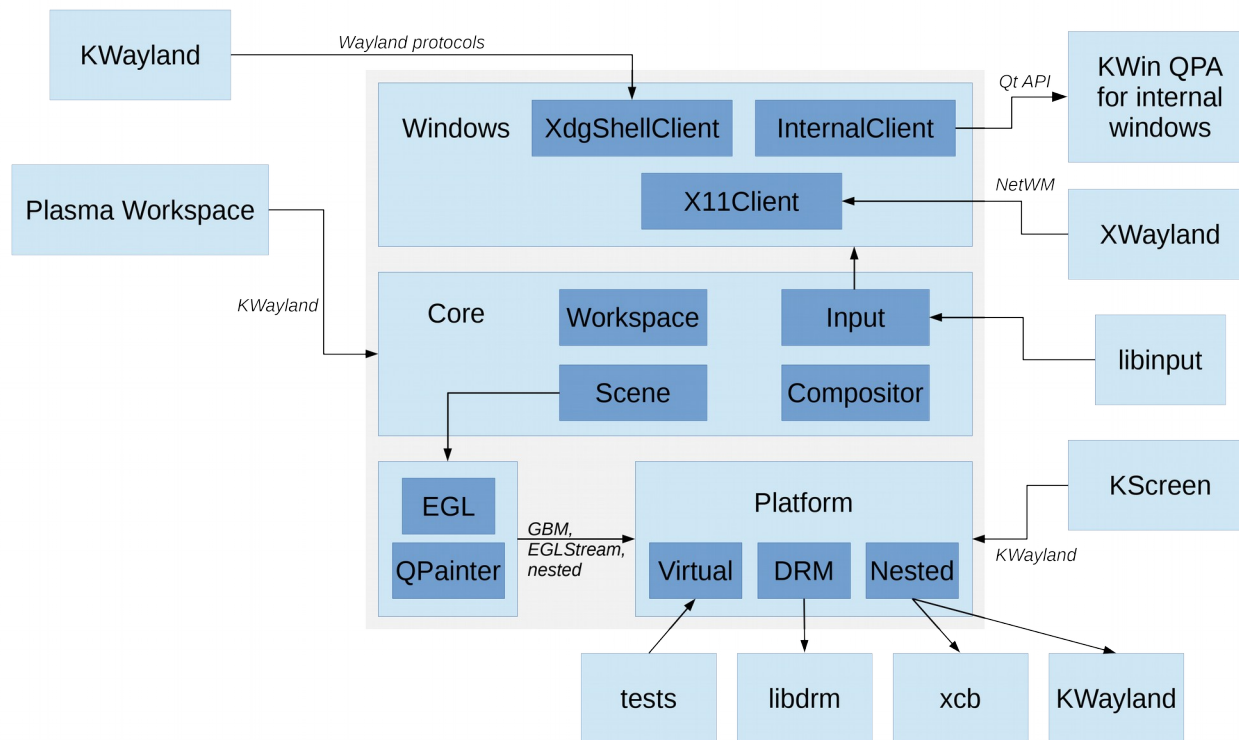 KWayland
Wayland protocols
Windows
XdgShellClient
InternalClient
Qt API
KWin QPA
for internal
windows
X11Client
NetWM
XWayland
Plasma Workspace
KWayland
Core
Workspace
Input
libinput
Scene
Compositor
EGL
QPainter
GBM,
EGLStream,
nested
Platform
Virtual
DRM
Nested
KScreen
KWayland
tests
libdrm
xcb
KWayland